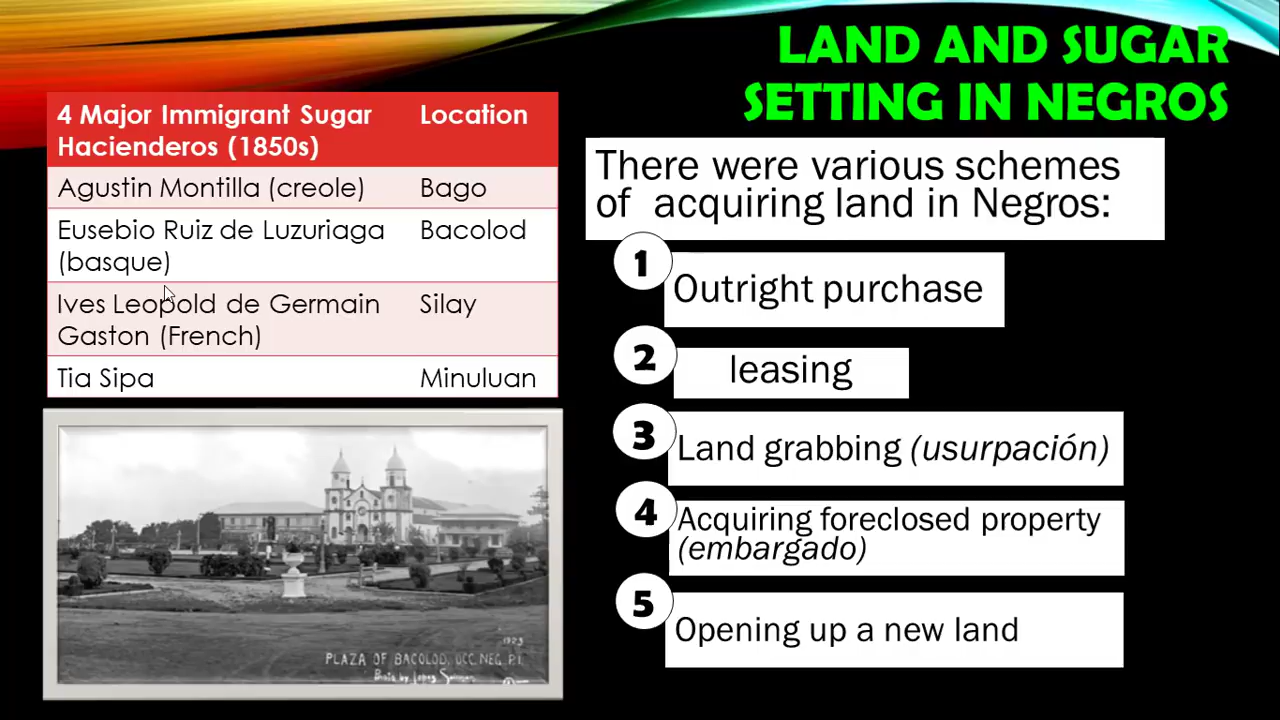 LAND AND SUGAR
SETTING IN NEGROS
4 Major Immigrant Sugar Location
Hacienderos (1850s)
Agustin Montilla (creole) Bago
Eusebio Ruiz de Luzuriaga Bacolod
(basque)
Ives Leopold de Germain Silay
Gaston (French)
Tia Sipa Minuluan
There were various schemes
of acquiring land in Negros:
1 Outright purchase
2 leasing
3 Land grabbing (usurpación)
4 Acquiring foreclosed property
(embargado)
5 Opening up a new land
PLAZA OF BACOLOD, OCC. NEG. P.I.
Photo by